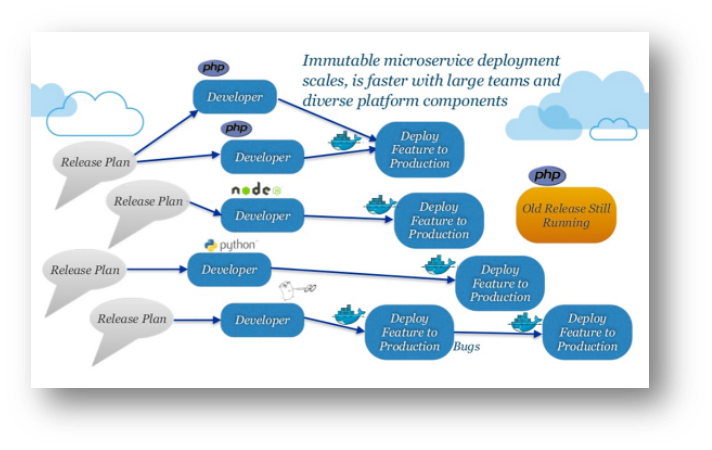 Immutable microservice deployment
scales, is faster with large teams and
diverse platform components
php
Developer
php
Developer
Release Plan
Deploy
Feature to
Production
node
Release Plan
Developer
Deploy
Feature to
Production
php
Old Release Still
Running
python
Release Plan
Developer
Deploy
Feature to
Production
Release Plan
Developer
Deploy
Feature to
Production
Bugs
Deploy
Feature to
Production